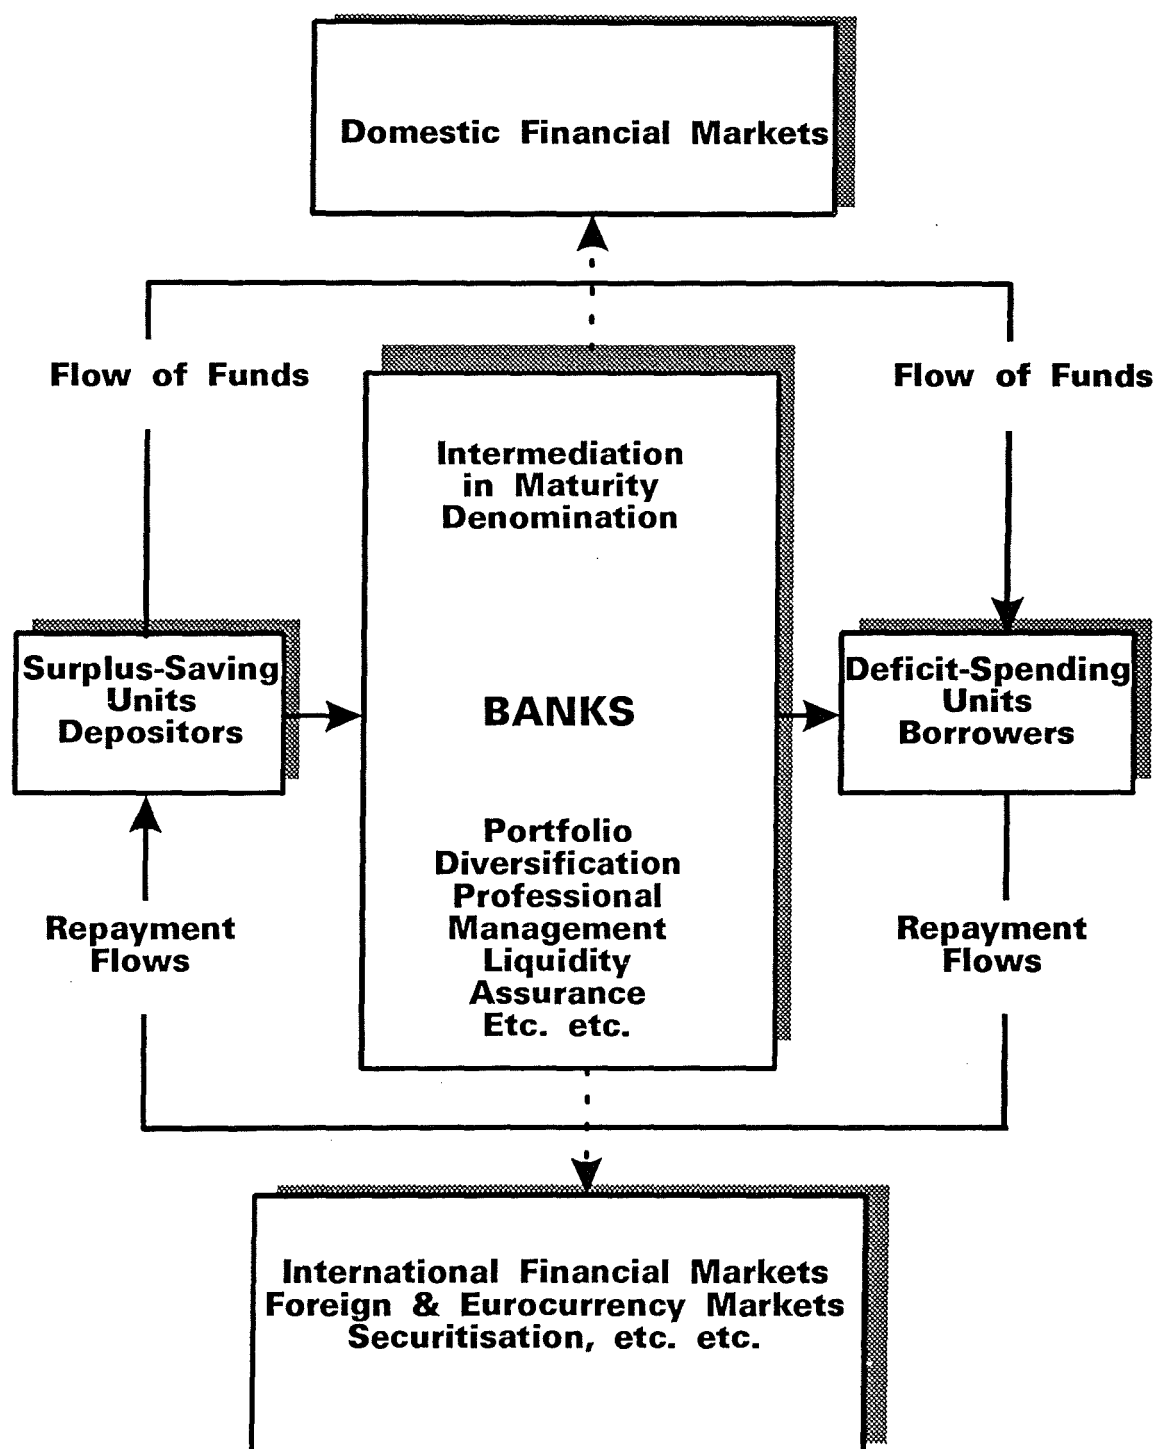 Domestic Financial Markets
Flow of Funds
Flow of Funds
Intermediation
in Maturity
Denomination
Surplus-Saving
Units
Depositors
BANKS
Deficit-Spending
Units
Borrowers
Portfolio
Diversification
Professional
Management
Liquidity
Assurance
Etc. etc.
Repayment
Flows
Repayment
Flows
International Financial Markets
Foreign & Eurocurrency Markets
Securitisation, etc. etc.